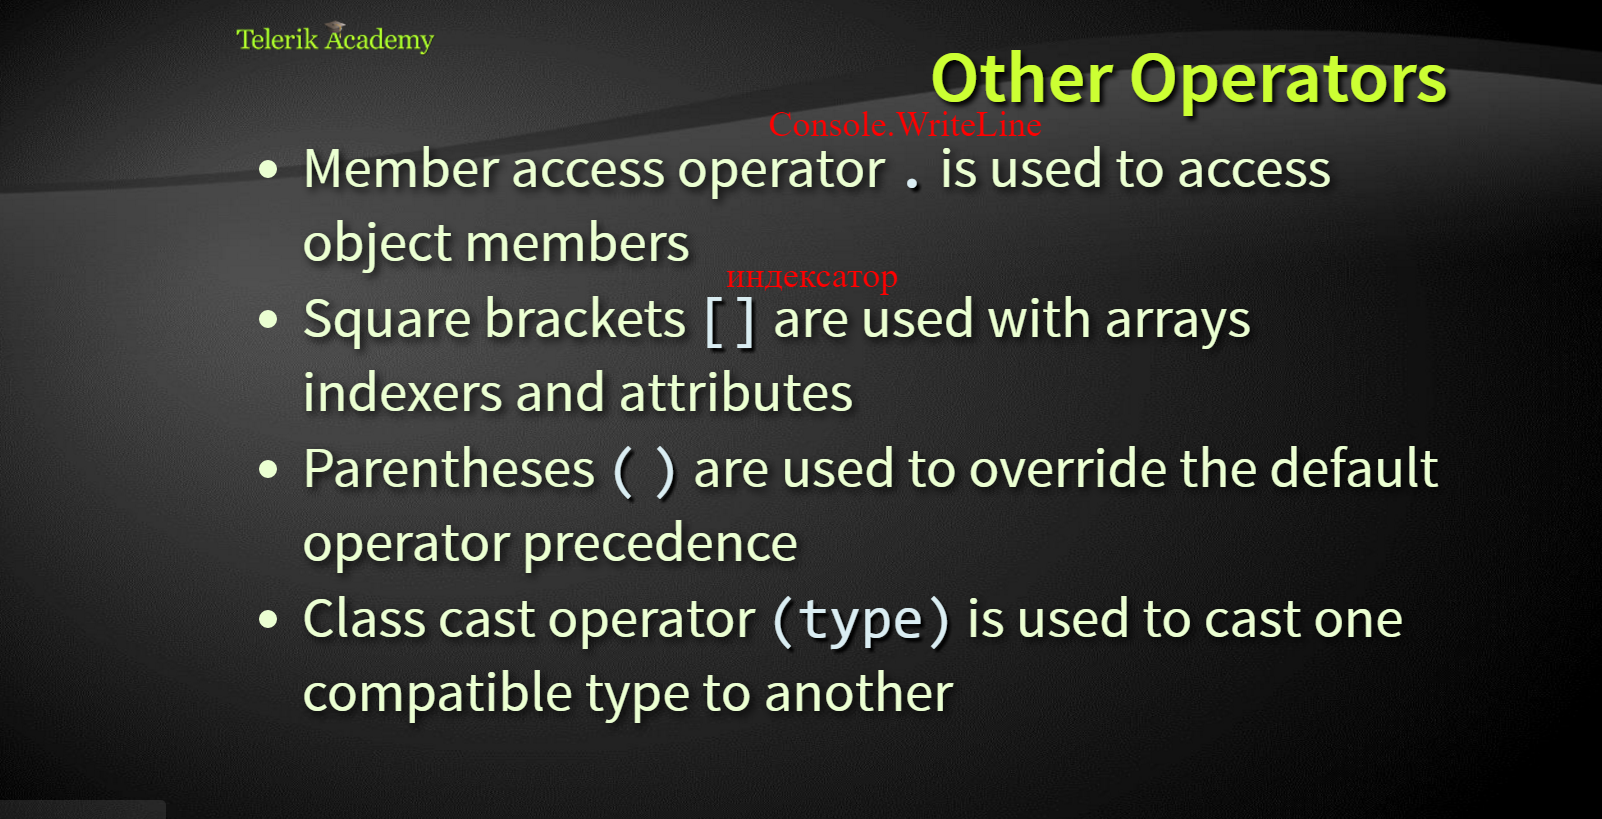 Telerik Academy
Other Operators
Console.WriteLine
• Member access operator . is used to access
object members
индексатор
• Square brackets [] are used with arrays
indexers and attributes
• Parentheses ( ) are used to override the default
operator precedence
• Class cast operator (type) is used to cast one
compatible type to another